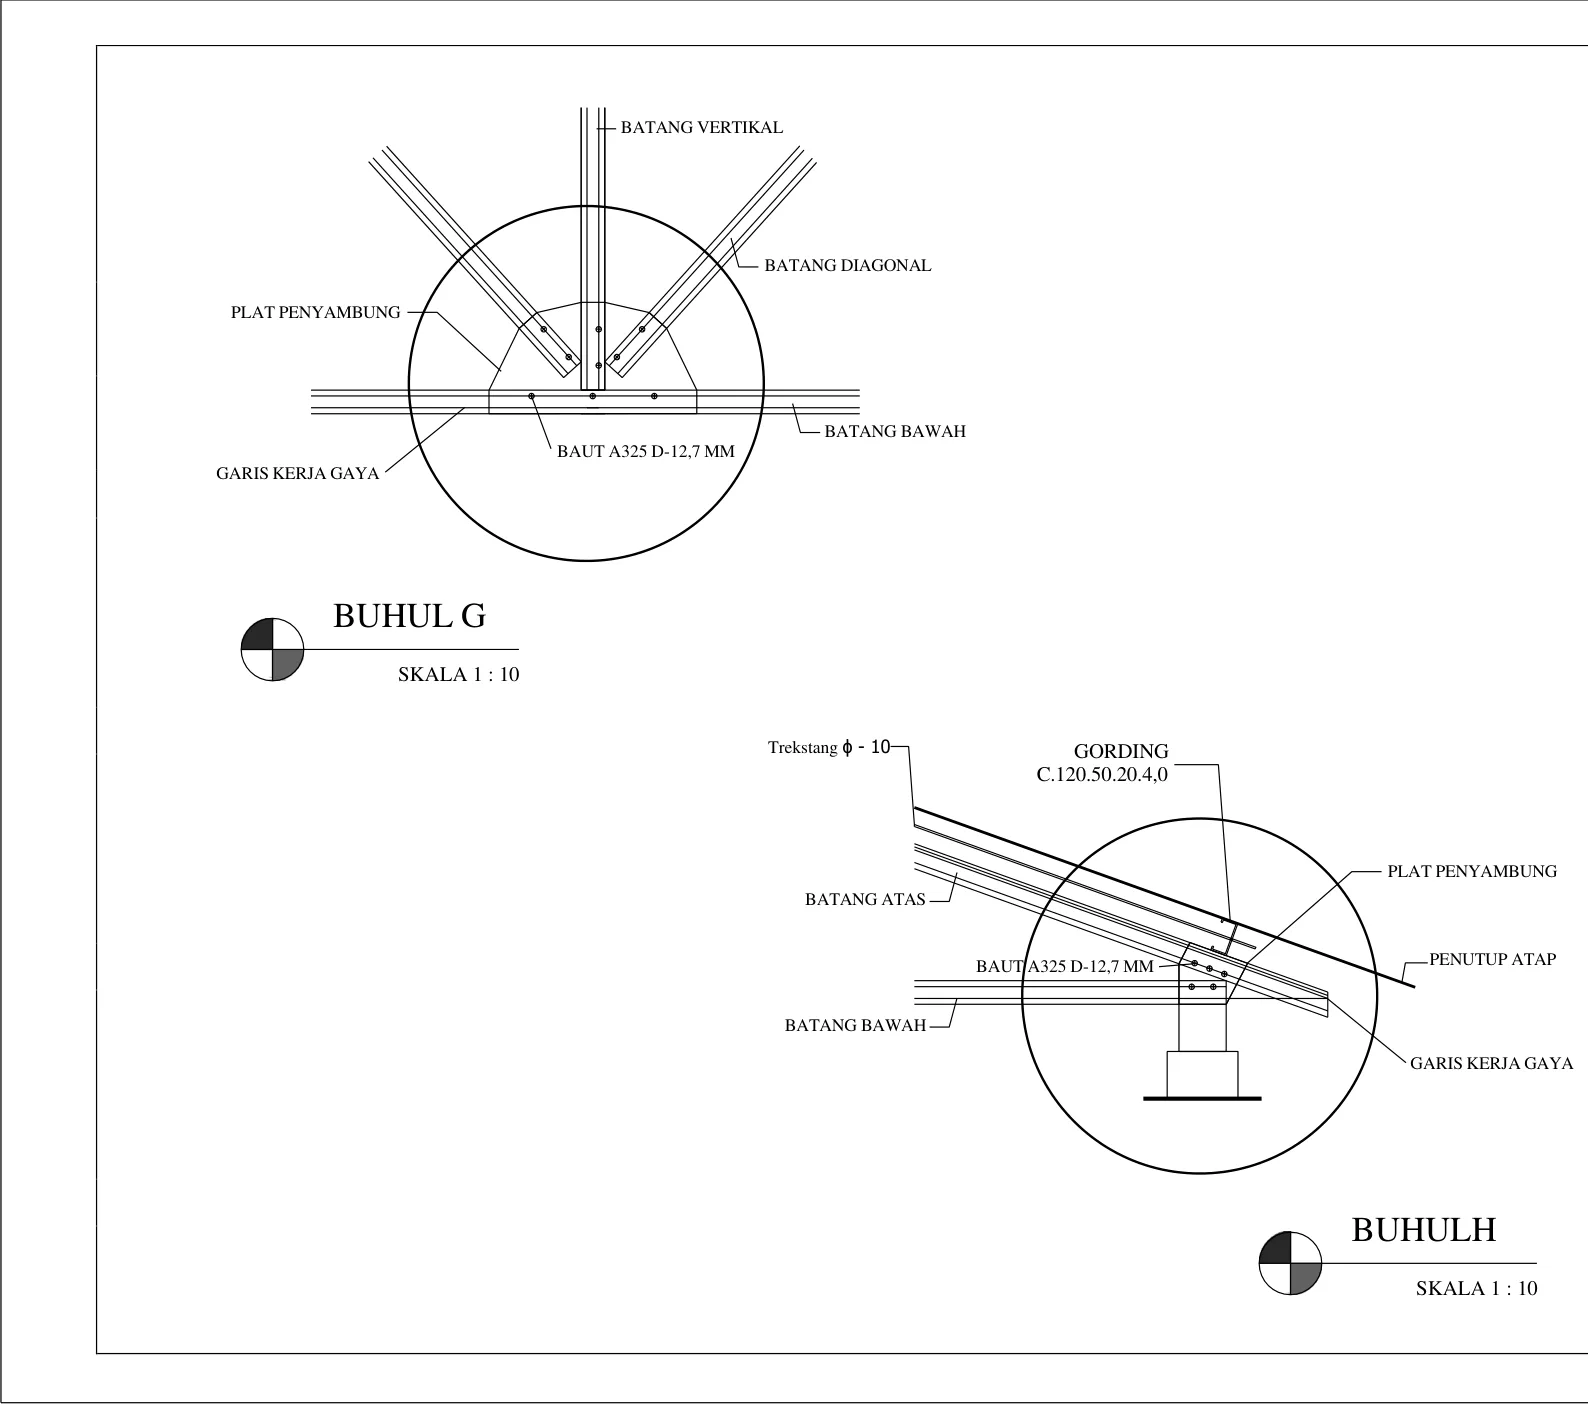 BATANG VERTIKAL
BATANG DIAGONAL
PLAT PENYAMBUNG
BATANG BAWAH
BAUT A325 D-12,7 MM
GARIS KERJA GAYA
BUHUL G
SKALA 1 : 10
Trekstang ϕ - 10
GORDING
C.120.50.20.4,0
PLAT PENYAMBUNG
BATANG ATAS
PENUTUP ATAP
BAUT A325 D-12,7 MM
BATANG BAWAH
GARIS KERJA GAYA
BUHULH
SKALA 1 : 10